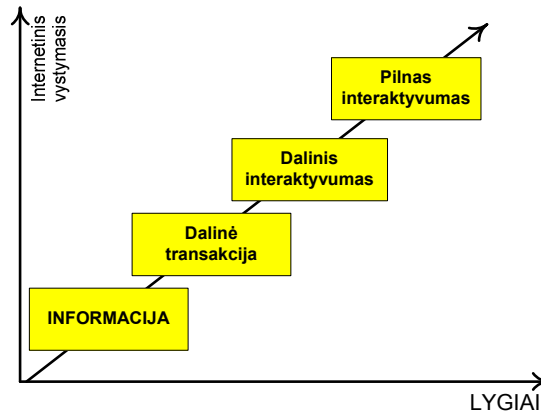 Internetinis
vystymasis
Pilnas
interaktyvumas
Dalinis
interaktyvumas
Dalinė
transakcija
INFORMACIJA
LYGIAI